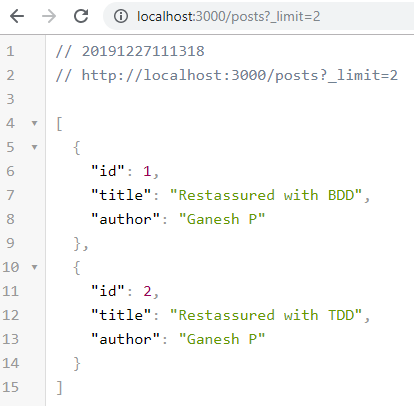 localhost:3000/posts?_limit=2
1 // 20191227111318
2 // http://localhost:3000/posts?_limit=2
3
4 [
5 {
6 "id": 1,
7 "title": "Restassured with BDD",
8 "author": "Ganesh P"
9 },
10 {
11 "id": 2,
12 "title": "Restassured with TDD",
13 "author": "Ganesh P"
14 }
15 ]